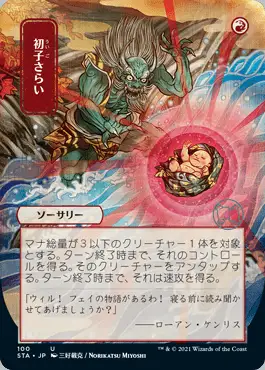 初子さらい
ソーサリー
マナ総量が3以下のクリーチャー1体を対象
とする。ターン終了時まで、それのコントロー
ルを得る。そのクリーチャーをアンタップす
る。ターン終了時まで、それは速攻を得る。
「ウィル！ フェイの物語があるわ！ 寝る前に読み聞か
せてあげましょうか？」
――ローアン・ケンリス
100 U
STA • JP 三好載克 / NORIKATSU MIYOSHI
™ & © 2021 Wizards of the Coast